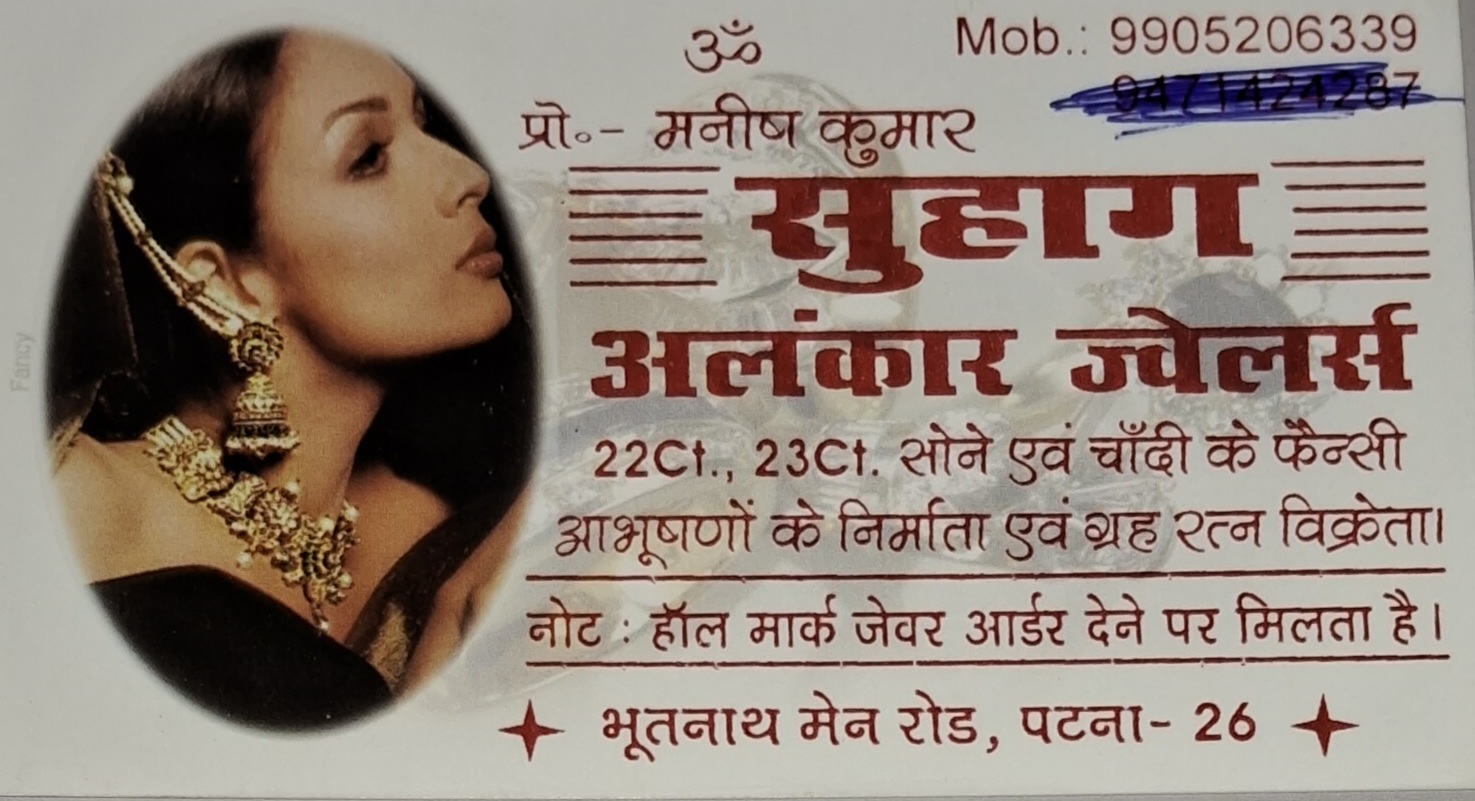 ॐ
Mob.: 9905206339
9471424287
प्रो॰- मनीष कुमार
सुहाग
अलंकार ज्वेलर्स
22Ct., 23Ct. सोने एवं चाँदी के फैन्सी
आभूषणों के निर्माता एवं ग्रह रत्न विक्रेता।
नोट : हॉल मार्क जेवर आर्डर देने पर मिलता है।
भूतनाथ मेन रोड, पटना- 26
Fancy